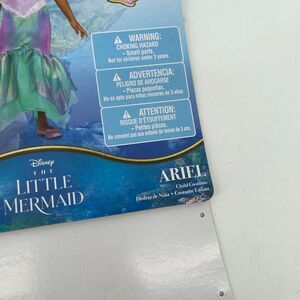 WARNING:
CHOKING HAZARD
– Small parts.
Not for children under 3 years.
ADVERTENCIA:
PELIGRO DE AHOGARSE
– Piezas pequeñas.
No es apto para niños menores de 3 años.
ATTENTION:
RISQUE D'ÉTOUFFEMENT
– Petites pièces.
Ne convient pas aux enfants de moins de 3 ans.
Disney
THE
LITTLE
MERMAID
ARIEL
Child Costume
Disfraz de Niña • Costume Enfant